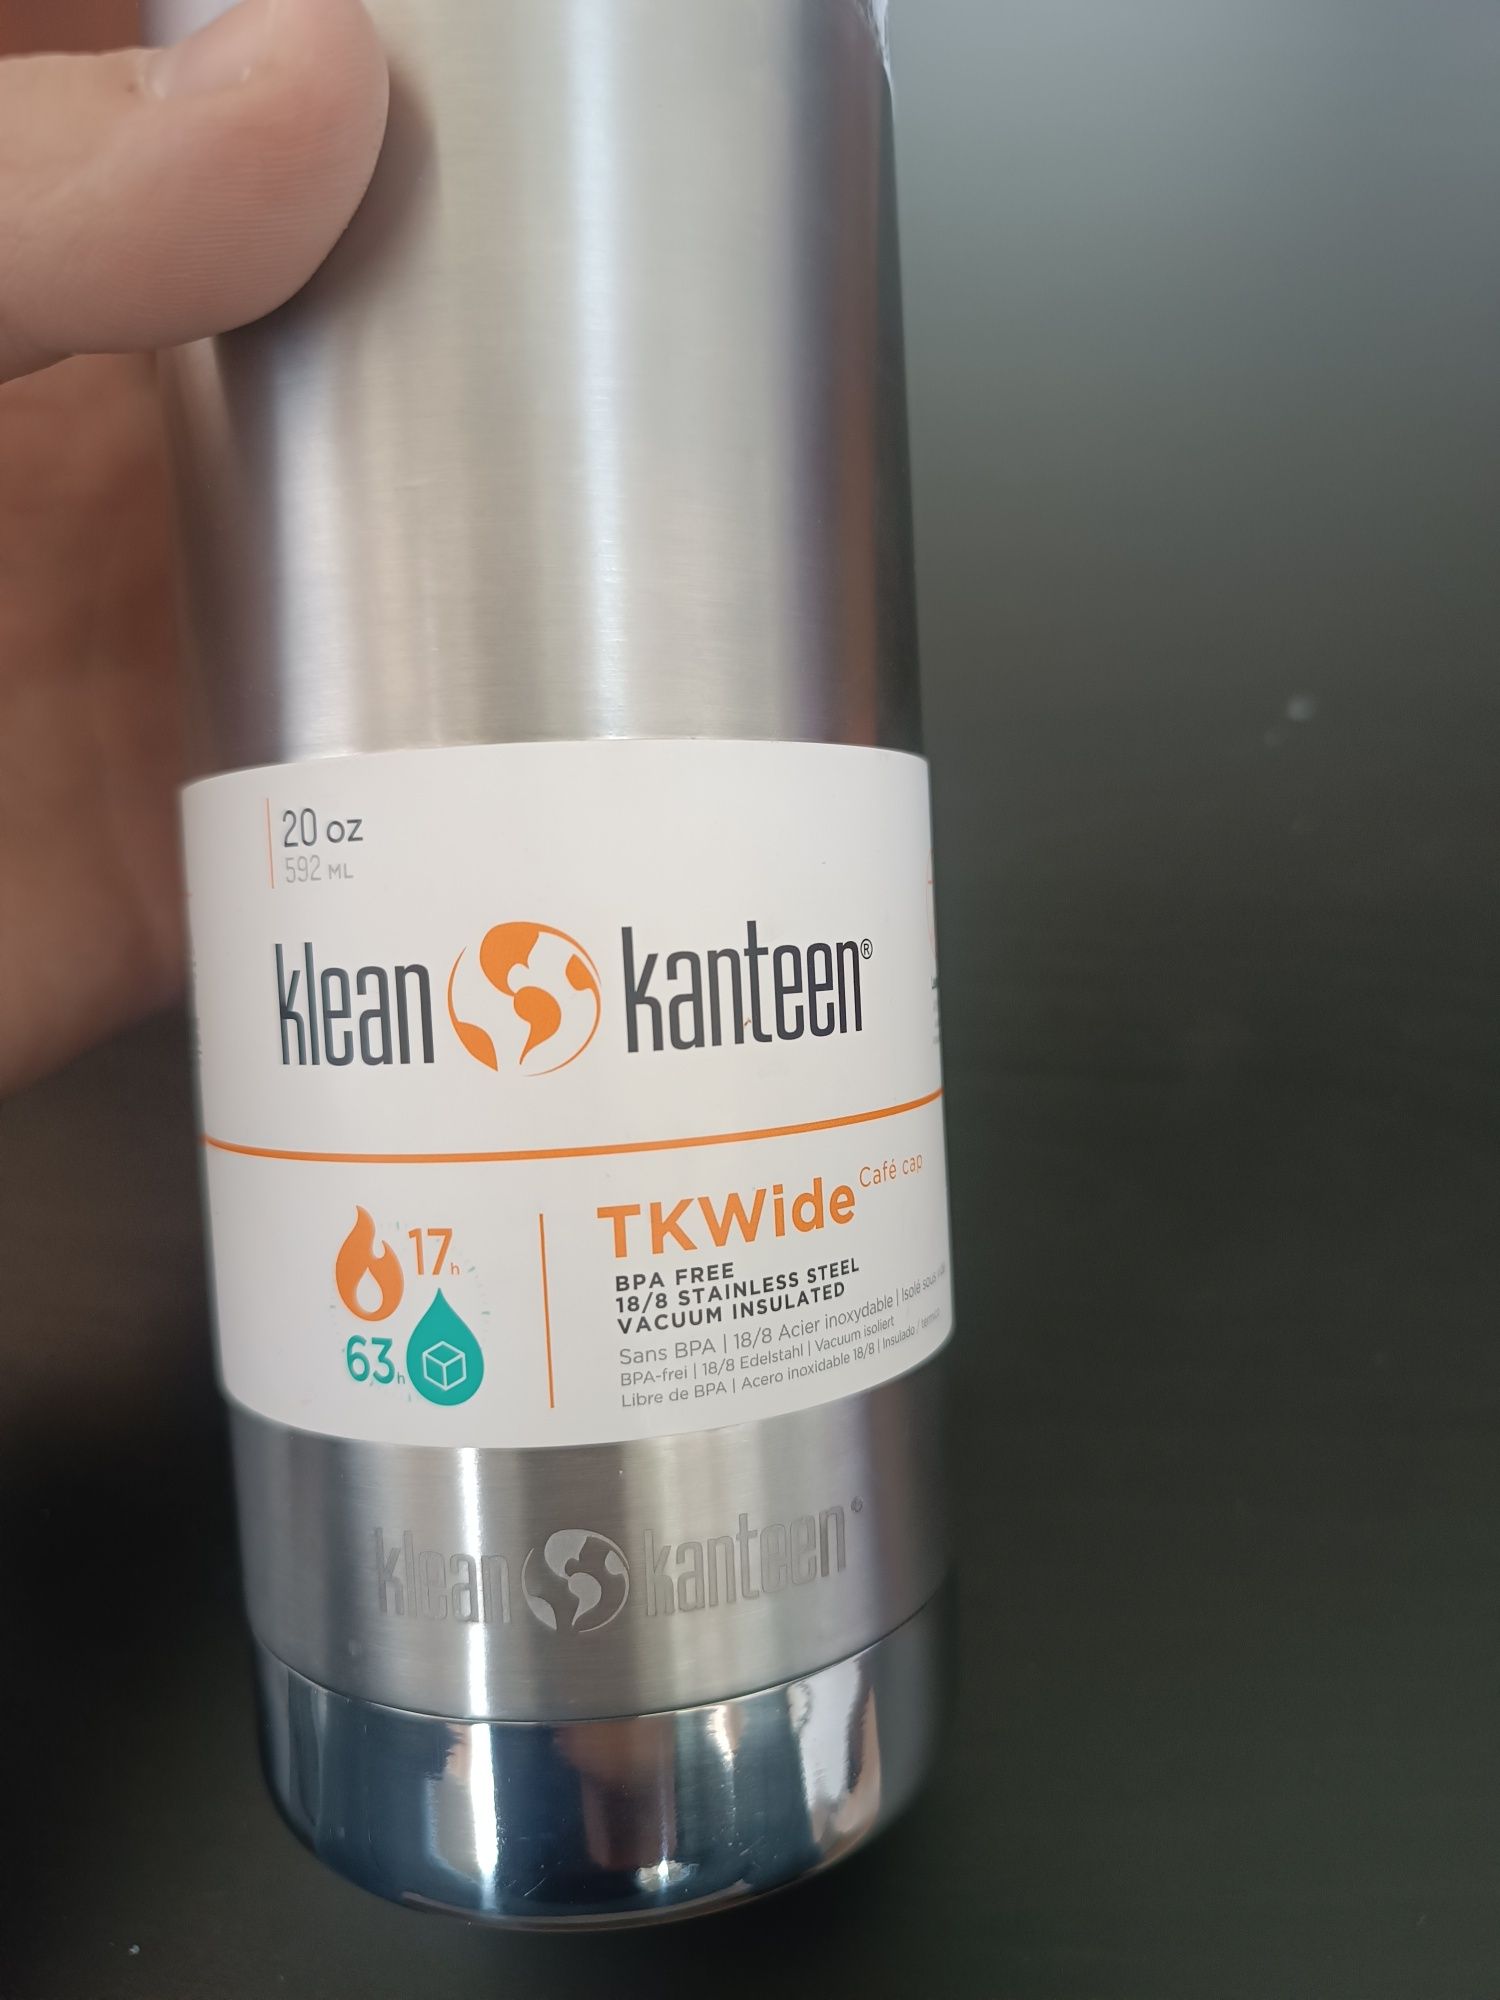 20 oz
592 ML
klean kanteen®
17h
63h
TKWide Café cap
BPA FREE
18/8 STAINLESS STEEL
VACUUM INSULATED
Sans BPA | 18/8 Acier inoxydable | Isolé sous
BPA-frei | 18/8 Edelstahl | Vacuum isoliert
Libre de BPA | Acero inoxidable 18/8 | Insulado / térmico
klean kanteen®